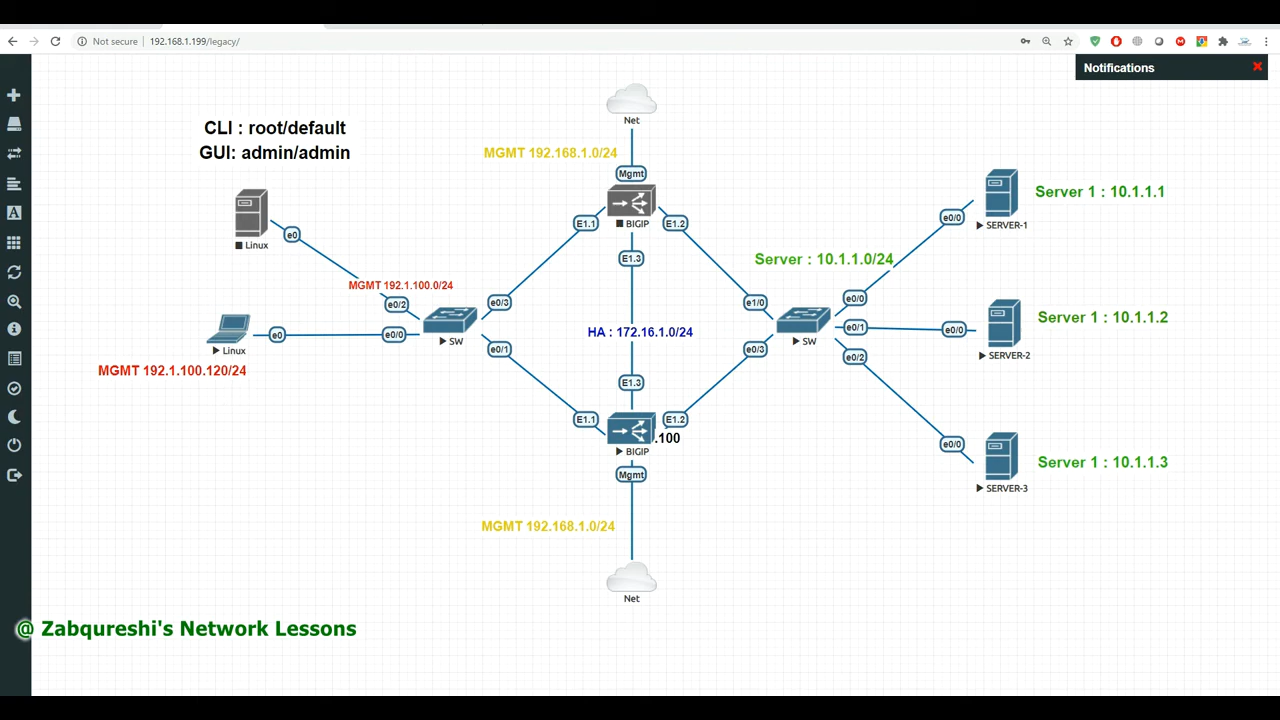 Not secure
192.168.1.199/legacy/
Notifications
CLI : root/default
GUI: admin/admin
Net
MGMT 192.168.1.0/24
Mgmt
BIGIP
E1.1
E1.2
E1.3
Linux
e0
MGMT 192.1.100.0/24
e0/2
e0/3
e0/0
e0/1
SW
Linux
e0
MGMT 192.1.100.120/24
HA : 172.16.1.0/24
Server : 10.1.1.0/24
e1/0
e0/0
e0/1
e0/2
e0/3
SW
e0/0
SERVER-1
Server 1 : 10.1.1.1
e0/0
SERVER-2
Server 1 : 10.1.1.2
e0/0
SERVER-3
Server 1 : 10.1.1.3
E1.3
E1.1
E1.2
.100
BIGIP
Mgmt
MGMT 192.168.1.0/24
Net
@ Zabqureshi's Network Lessons